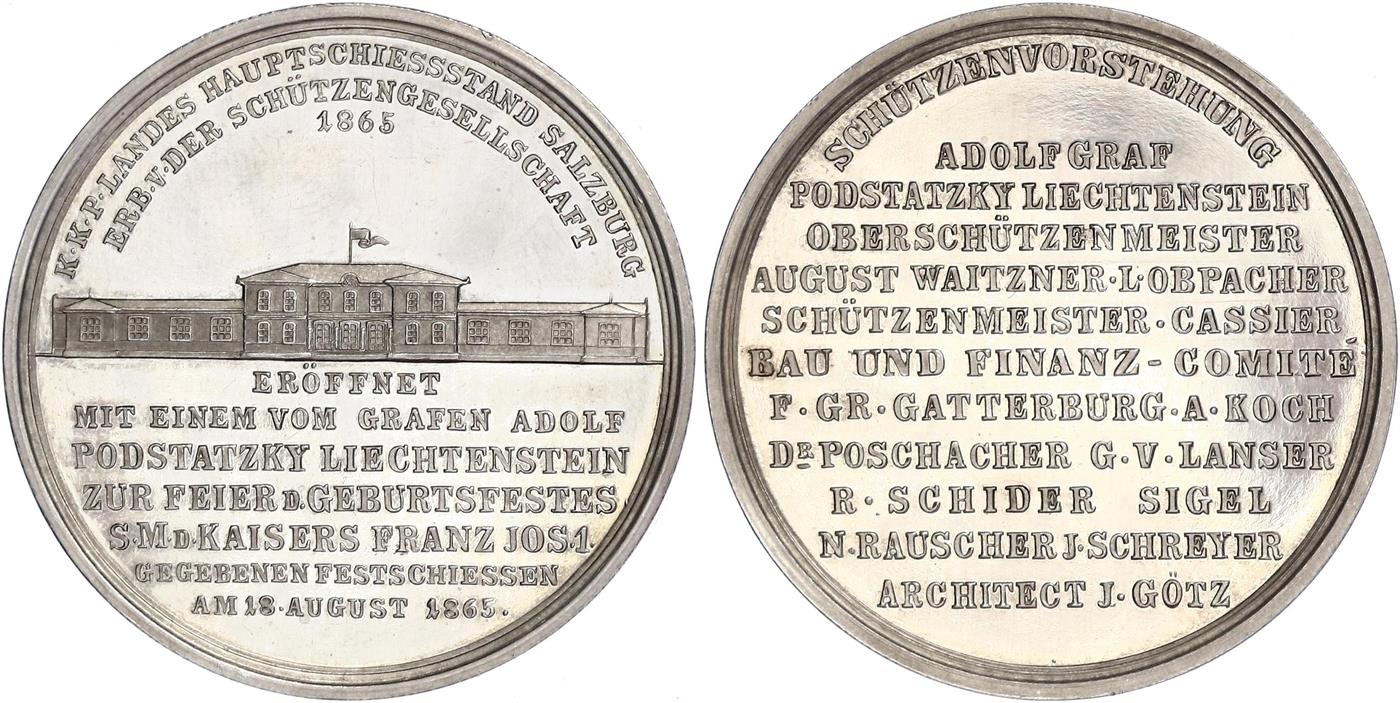 K·K·P·LANDES HAUPTSCHIESSSTAND SALZBURG
ERB·V·DER SCHÜTZENGESELLSCHAFT
1865
ERÖFFNET
MIT EINEM VOM GRAFEN ADOLF
PODSTATZKY LIECHTENSTEIN
ZUR FEIER D.GEBURTSFESTES
S·M·D·KAISERS FRANZ JOS·1
GEGEBENEN FESTSCHIESSEN
AM 18·AUGUST 1865.
SCHÜTZENVORSTEHUNG
ADOLF GRAF
PODSTATZKY LIECHTENSTEIN
OBERSCHÜTZENMEISTER
AUGUST WAITZNER·L·OBPACHER
SCHÜTZENMEISTER·CASSIER
BAU UND FINANZ-COMITÉ
F·GR·GATTERBURG·A·KOCH
DR POSCHACHER G·V·LANSER
R·SCHIDER SIGEL
N·RAUSCHER J·SCHREYER
ARCHITECT J·GÖTZ